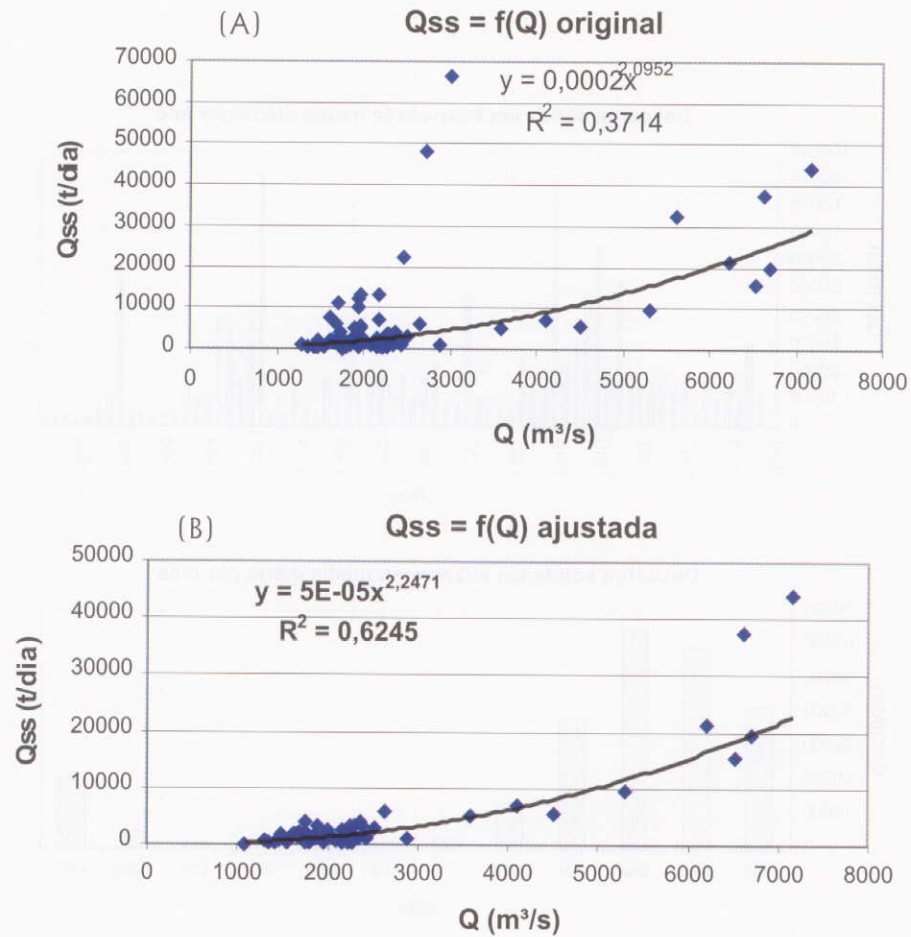 (A)
Qss = f(Q) original
70000
60000
50000
40000
30000
20000
10000
0
Qss (t/dia)
y = 0,0002x^2,0952
R² = 0,3714
0 1000 2000 3000 4000 5000 6000 7000 8000
Q (m³/s)
(B)
Qss = f(Q) ajustada
50000
40000
30000
20000
10000
0
Qss (t/dia)
y = 5E-05x^2,2471
R² = 0,6245
0 1000 2000 3000 4000 5000 6000 7000 8000
Q (m³/s)